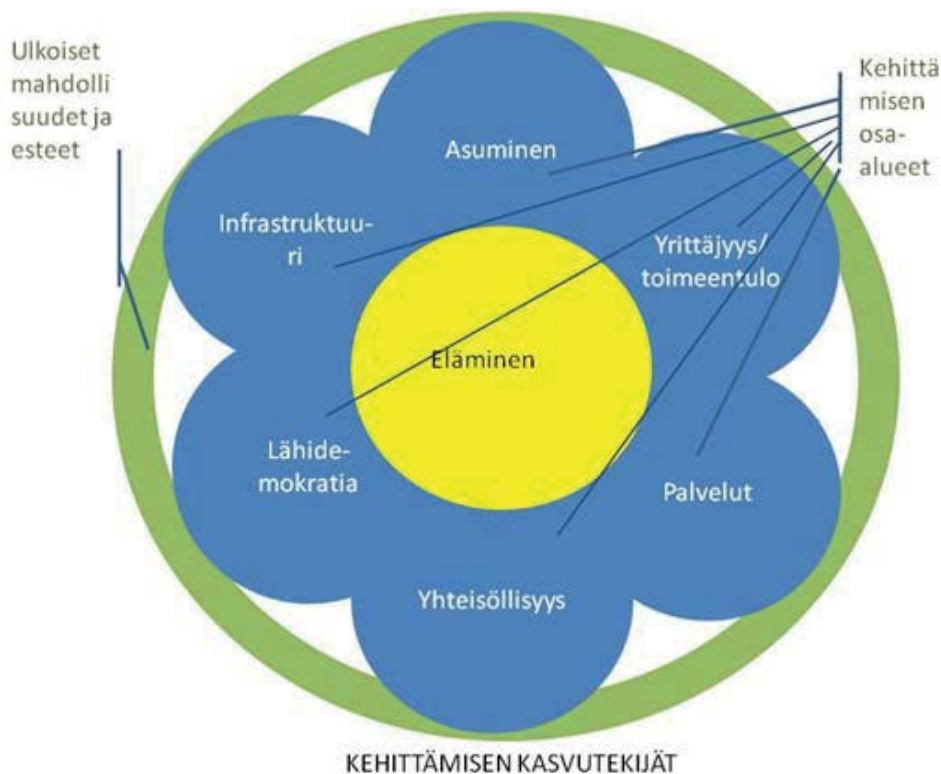 Ulkoiset
mahdolli
suudet ja
esteet
Kehittä
misen
osa-
alueet
Asuminen
Infrastruktuu-
ri
Yrittäjyys/
toimeentulo
Eläminen
Lähide-
mokratia
Palvelut
Yhteisöllisyys
KEHITTÄMISEN KASVUTEKIJÄT